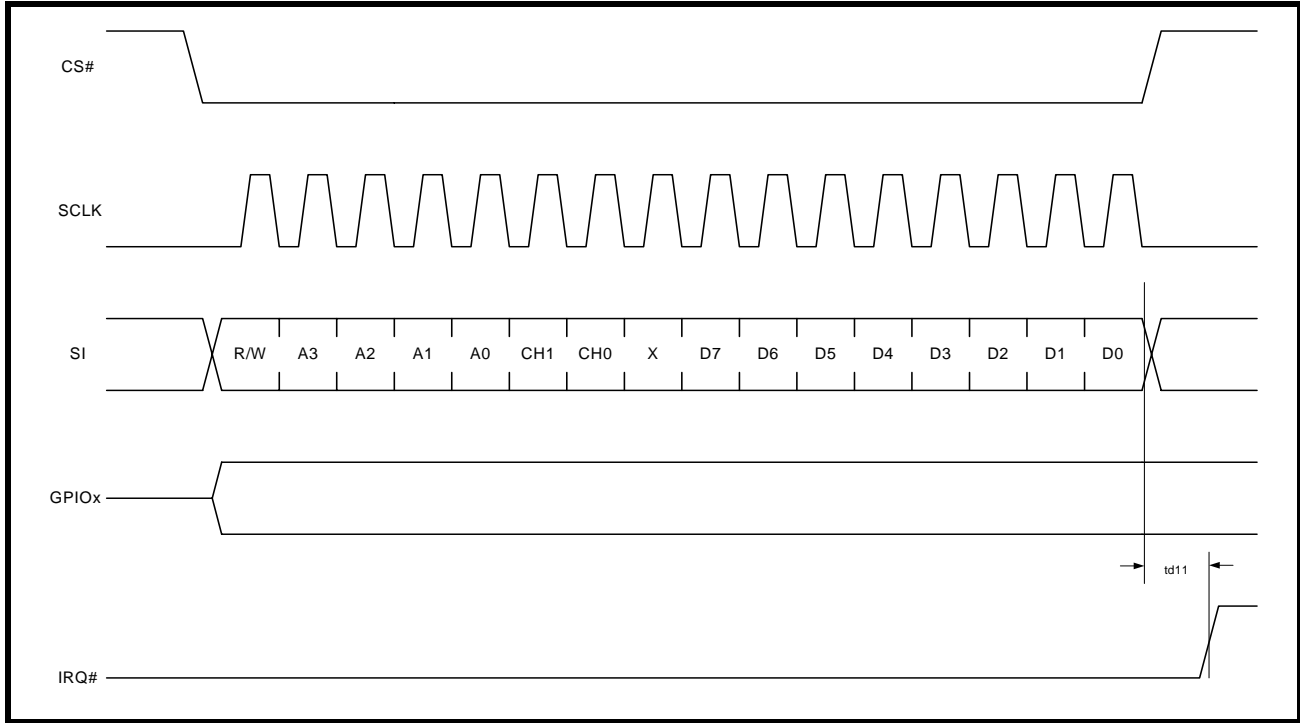 CS#
SCLK
SI R/W A3 A2 A1 A0 CH1 CH0 X D7 D6 D5 D4 D3 D2 D1 D0
GPIOx
td11
IRQ#